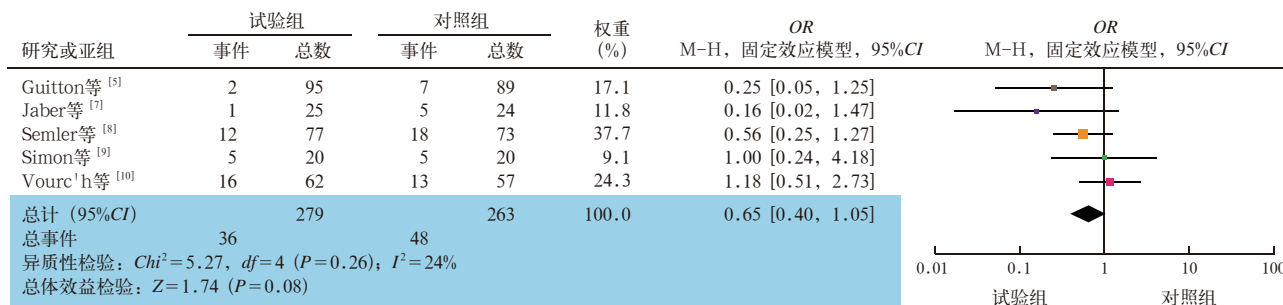 试验组 对照组 权重 OR OR
研究或亚组 事件 总数 事件 总数 (%) M-H，固定效应模型，95%CI M-H，固定效应模型，95%CI
Guitton等 [5] 2 95 7 89 17.1 0.25 [0.05, 1.25]
Jaber等 [7] 1 25 5 24 11.8 0.16 [0.02, 1.47]
Semler等 [8] 12 77 18 73 37.7 0.56 [0.25, 1.27]
Simon等 [9] 5 20 5 20 9.1 1.00 [0.24, 4.18]
Vourc'h等 [10] 16 62 13 57 24.3 1.18 [0.51, 2.73]
总计 (95%CI) 279 263 100.0 0.65 [0.40, 1.05]
总事件 36 48
异质性检验：Chi²=5.27, df=4 (P=0.26); I²=24%
总体效益检验：Z=1.74 (P=0.08)
0.01 0.1 1 10 100
试验组 对照组